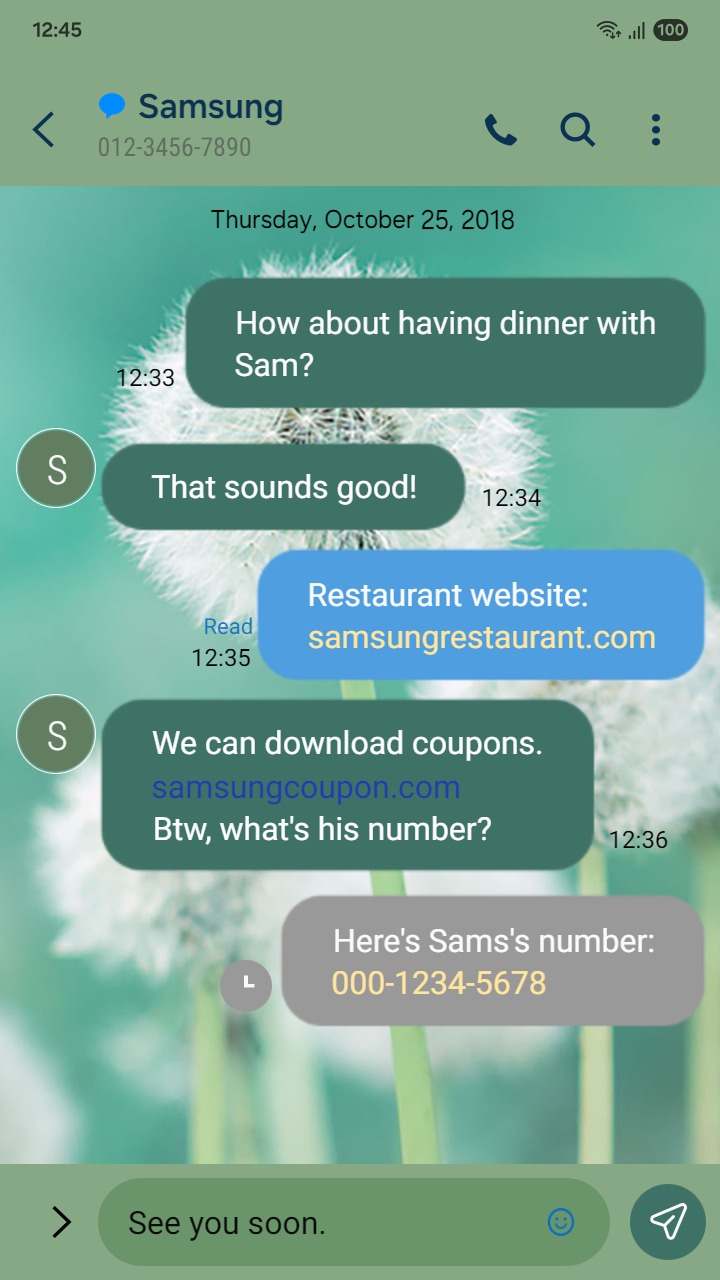 12:45
100
Samsung
012-3456-7890
Thursday, October 25, 2018
How about having dinner with
Sam?
12:33
S
That sounds good!
12:34
Restaurant website:
samsungrestaurant.com
Read
12:35
S
We can download coupons.
samsungcoupon.com
Btw, what's his number?
12:36
Here's Sams's number:
000-1234-5678
See you soon.